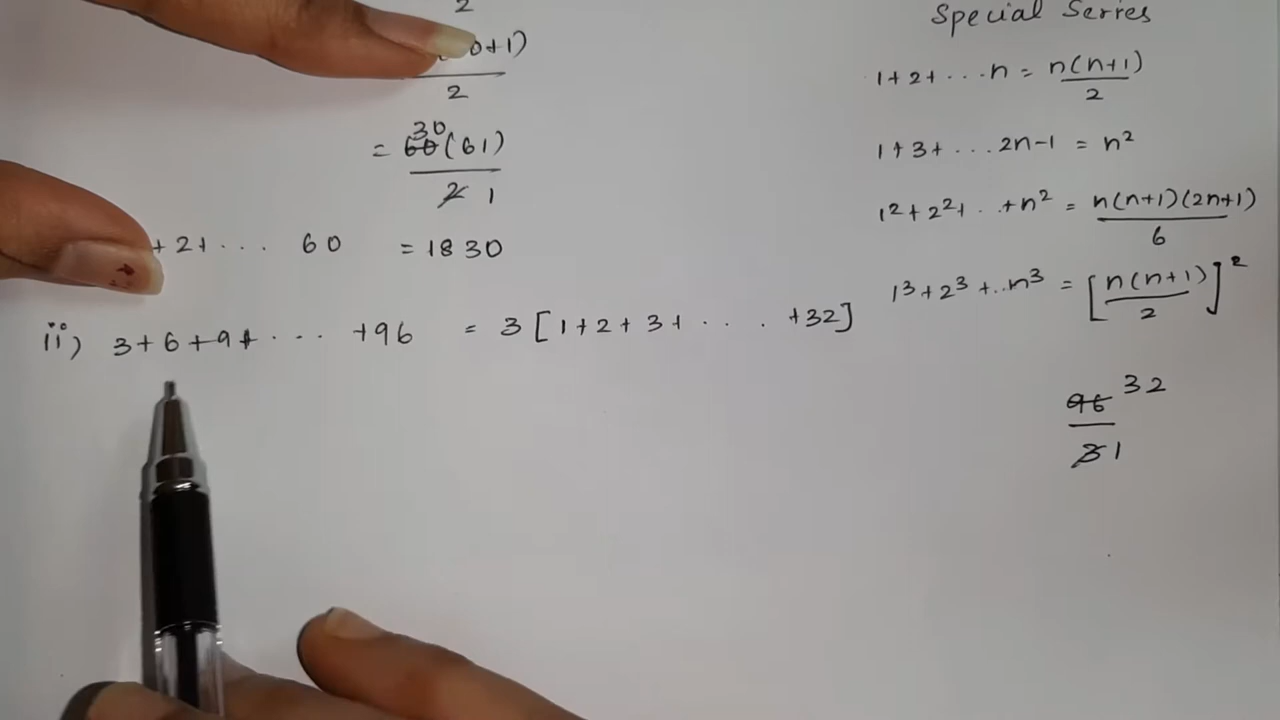 2
0+1)
2
30
= 60(61)
2 1
+ 2 + ... 60 = 1830
ii) 3 + 6 + 9 + ... + 96 = 3 [1 + 2 + 3 + .... + 32]
Special Series
1 + 2 + ... n = n(n+1)
2
1 + 3 + ... 2n-1 = n²
1² + 2² + .. + n² = n(n+1)(2n+1)
6
1³ + 2³ + .. n³ = [n(n+1)]²
2
96 32
3 1